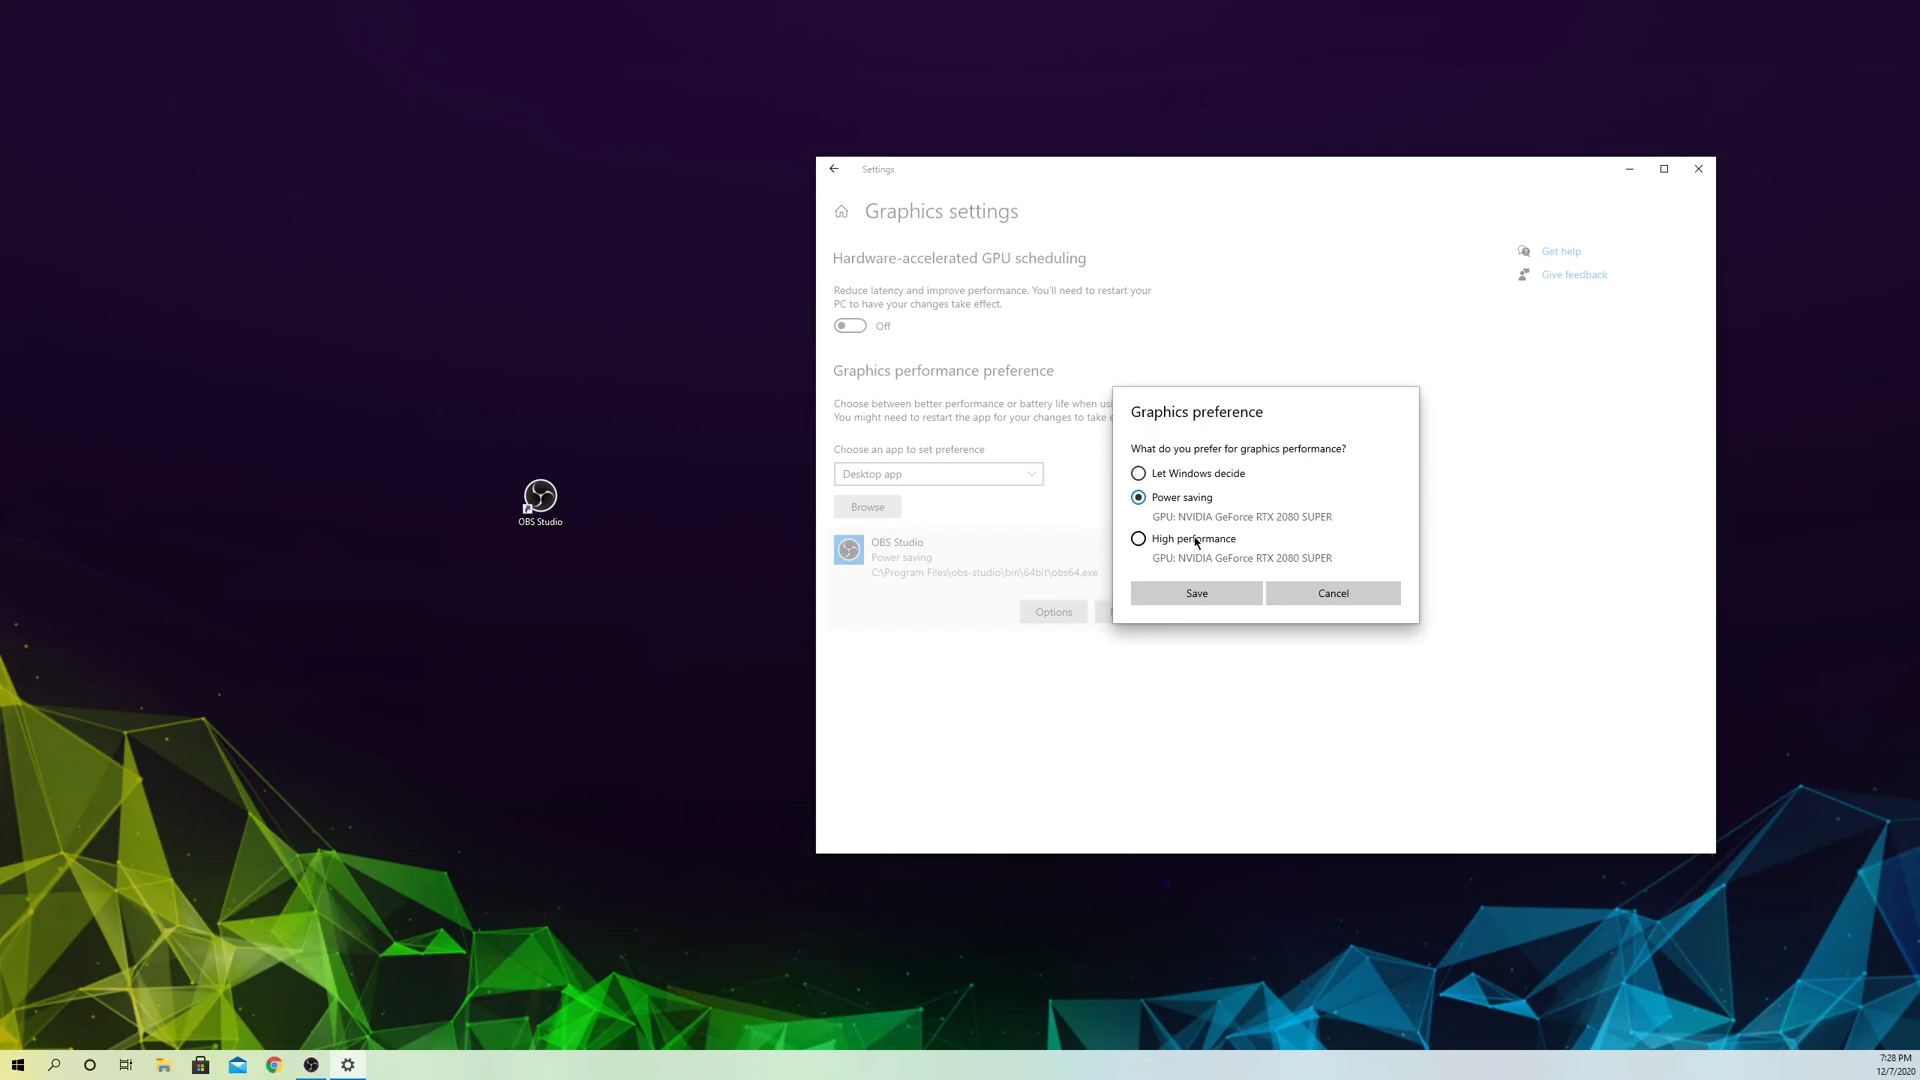 Settings
Graphics settings
Hardware-accelerated GPU scheduling
Get help
Give feedback
Reduce latency and improve performance. You'll need to restart your
PC to have your changes take effect.
Off
Graphics performance preference
Choose between better performance or battery life when usi
You might need to restart the app for your changes to take e
Choose an app to set preference
Desktop app
Browse
OBS Studio
Power saving
C:\Program Files\obs-studio\bin\64bit\obs64.exe
Options
Graphics preference
What do you prefer for graphics performance?
Let Windows decide
Power saving
GPU: NVIDIA GeForce RTX 2080 SUPER
High performance
GPU: NVIDIA GeForce RTX 2080 SUPER
Save
Cancel
OBS Studio
7:28 PM
12/7/2020